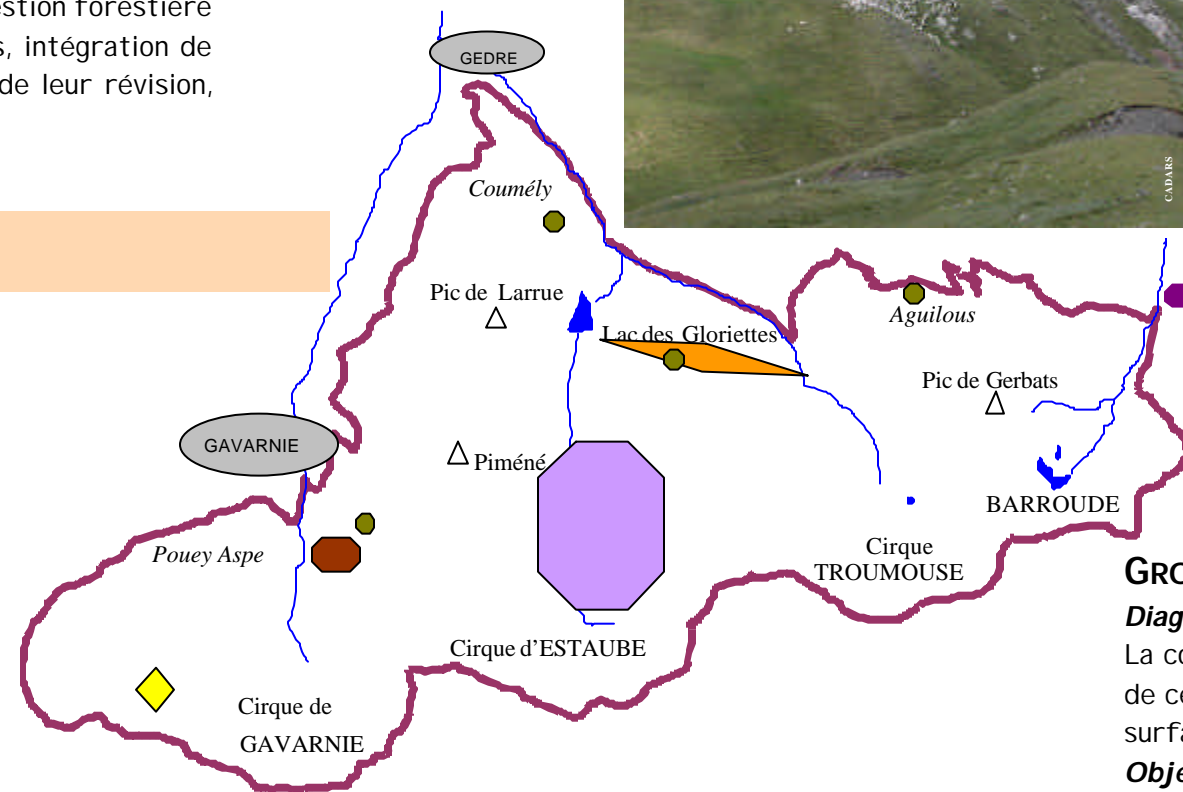 estion forestière
s, intégration de
de leur révision,
CADARS
GEDRE
Coumély
Pic de Larrue
Lac des Gloriettes
Aguilous
Pic de Gerbats
GAVARNIE
Piméné
BARROUDE
Pouey Aspe
Cirque
TROUMOUSE
Cirque d'ESTAUBE
Cirque de
GAVARNIE
GRO
Diag
La co
de ce
surfa
Obje